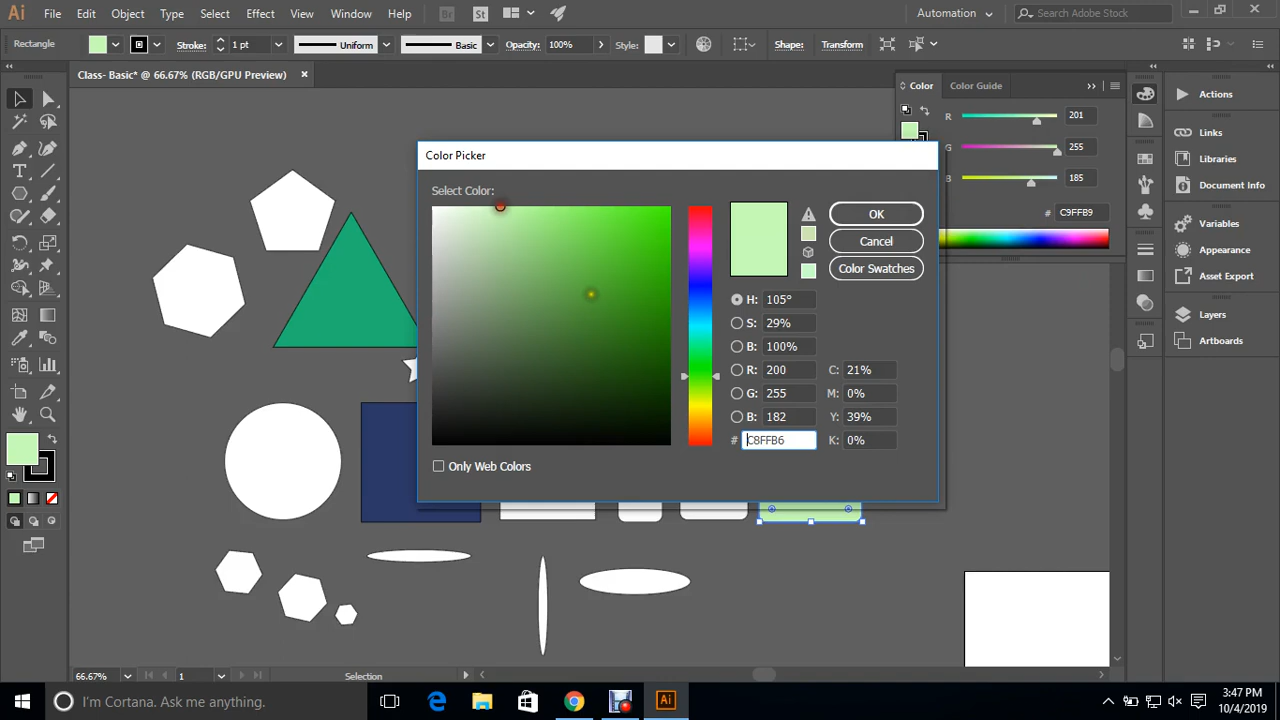 Ai File Edit Object Type Select Effect View Window Help Br St Automation Search Adobe Stock
Rectangle Stroke: 1 pt Uniform Basic Opacity: 100% Style: Shape: Transform
Class- Basic* @ 66.67% (RGB/GPU Preview)
Color Color Guide
R 201
G 255
B 185
# C9FFB9
Actions
Links
Libraries
Document Info
Variables
Appearance
Asset Export
Layers
Artboards
Color Picker
Select Color:
OK
Cancel
Color Swatches
H: 105°
S: 29%
B: 100%
R: 200 C: 21%
G: 255 M: 0%
B: 182 Y: 39%
# C8FFB6 K: 0%
Only Web Colors
66.67% 1 Selection
I'm Cortana. Ask me anything.
Ai
3:47 PM
10/4/2019